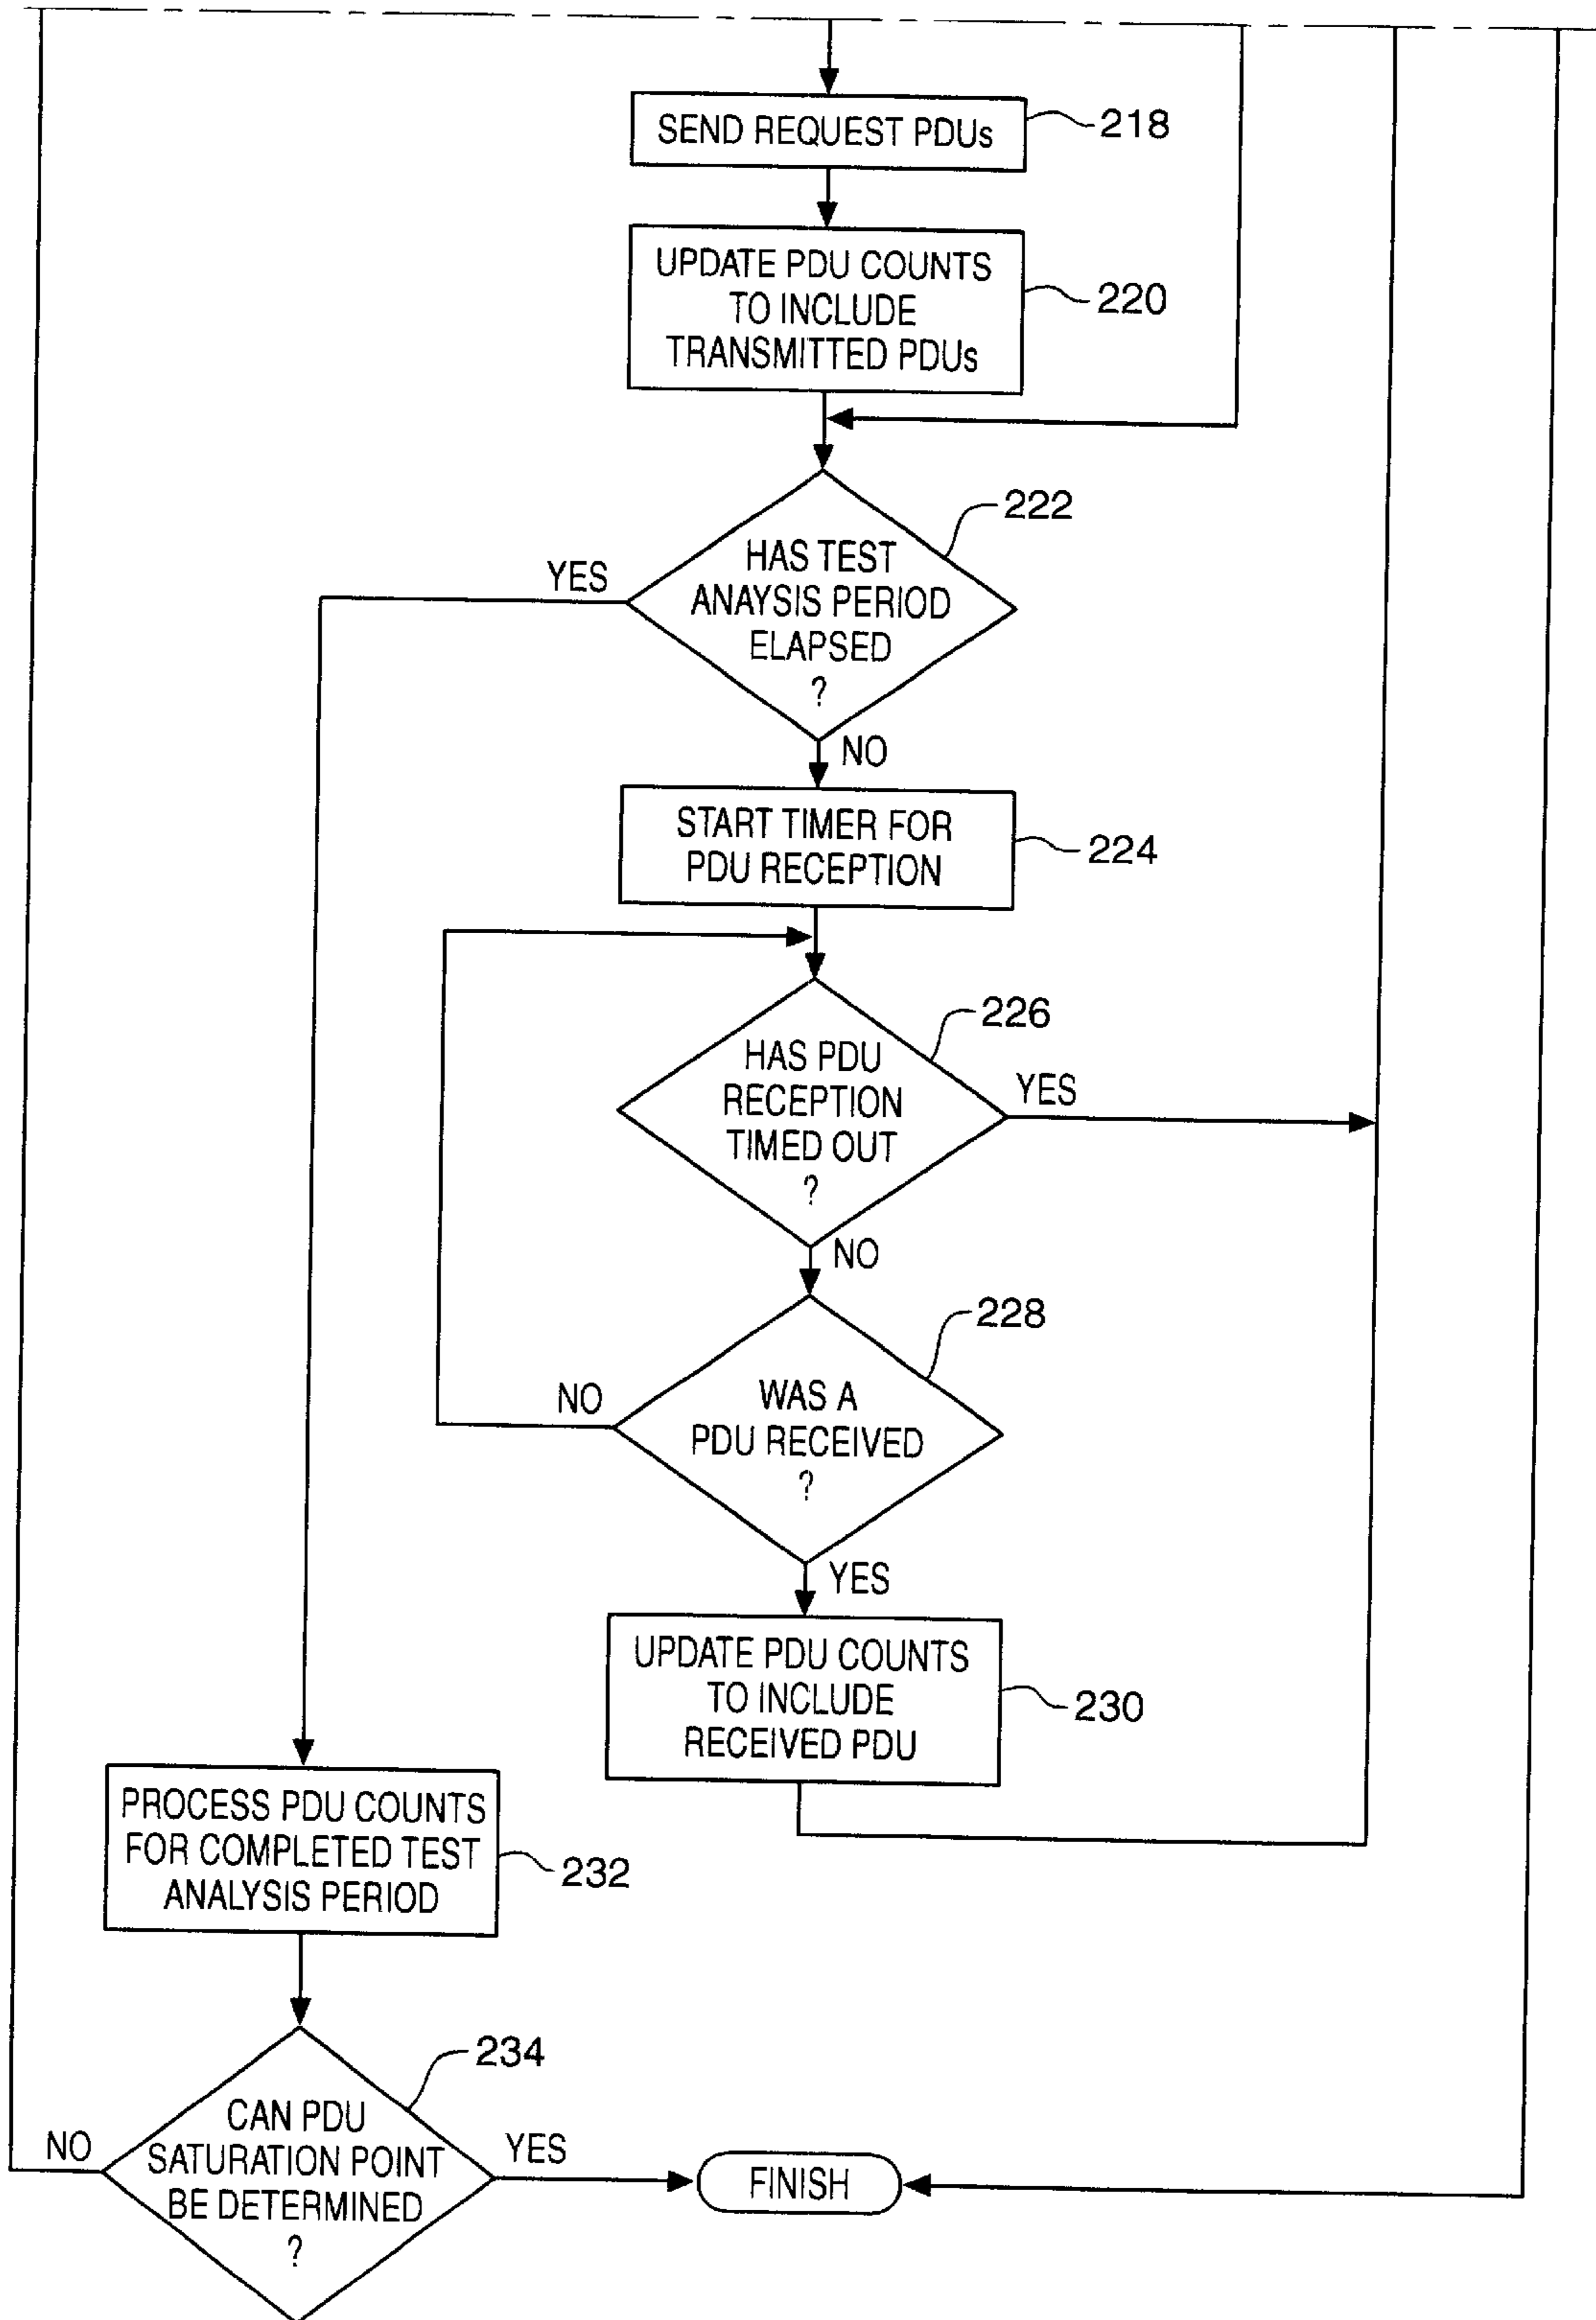 SEND REQUEST PDUs
218
UPDATE PDU COUNTS
TO INCLUDE
TRANSMITTED PDUs
220
222
HAS TEST
ANAYSIS PERIOD
ELAPSED
?
YES
NO
START TIMER FOR
PDU RECEPTION
224
226
HAS PDU
RECEPTION
TIMED OUT
?
YES
NO
228
WAS A
PDU RECEIVED
?
NO
YES
UPDATE PDU COUNTS
TO INCLUDE
RECEIVED PDU
230
PROCESS PDU COUNTS
FOR COMPLETED TEST
ANALYSIS PERIOD
232
234
CAN PDU
SATURATION POINT
BE DETERMINED
?
NO
YES
FINISH